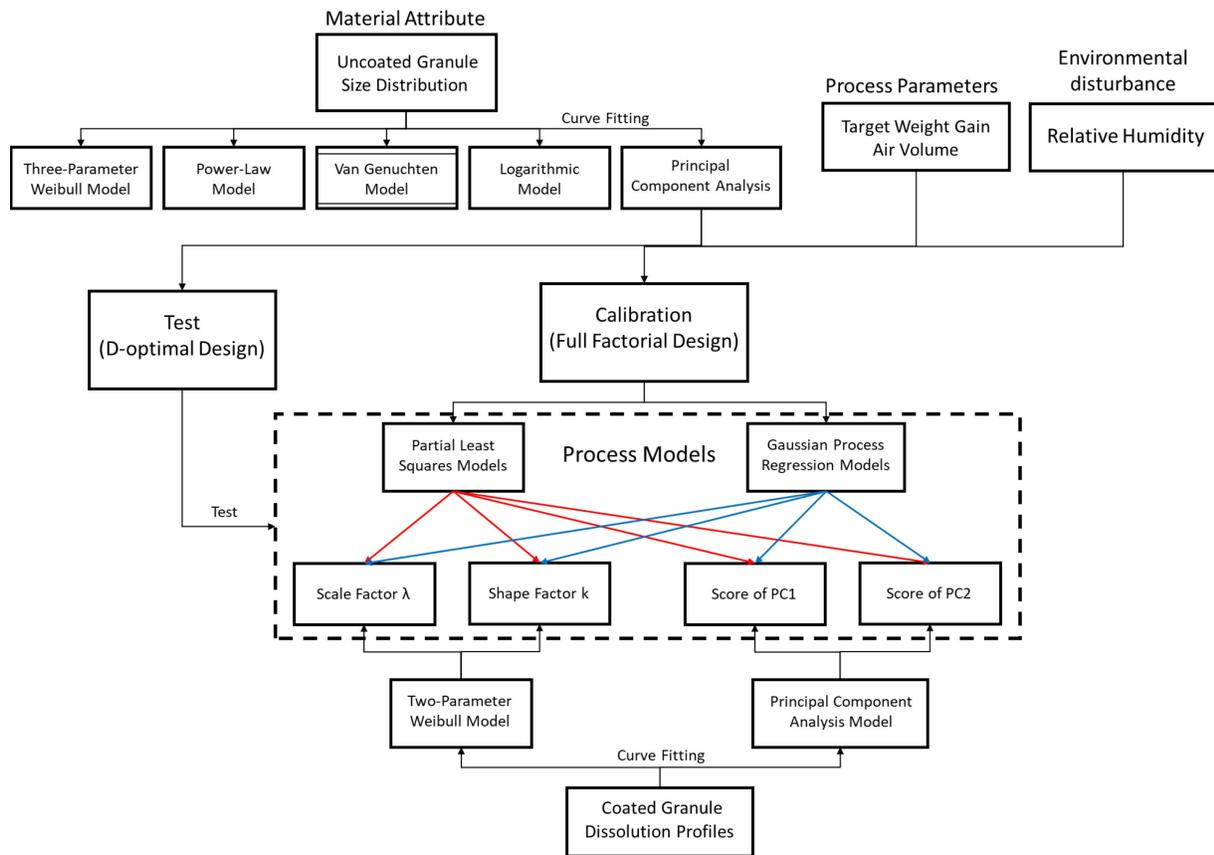 Material Attribute
Uncoated Granule
Size Distribution
Process Parameters
Target Weight Gain
Air Volume
Environmental
disturbance
Relative Humidity
Curve Fitting
Three-Parameter
Weibull Model
Power-Law
Model
Van Genuchten
Model
Logarithmic
Model
Principal
Component Analysis
Test
(D-optimal Design)
Calibration
(Full Factorial Design)
Partial Least
Squares Models
Process Models
Gaussian Process
Regression Models
Test
Scale Factor λ
Shape Factor k
Score of PC1
Score of PC2
Two-Parameter
Weibull Model
Principal Component
Analysis Model
Curve Fitting
Coated Granule
Dissolution Profiles